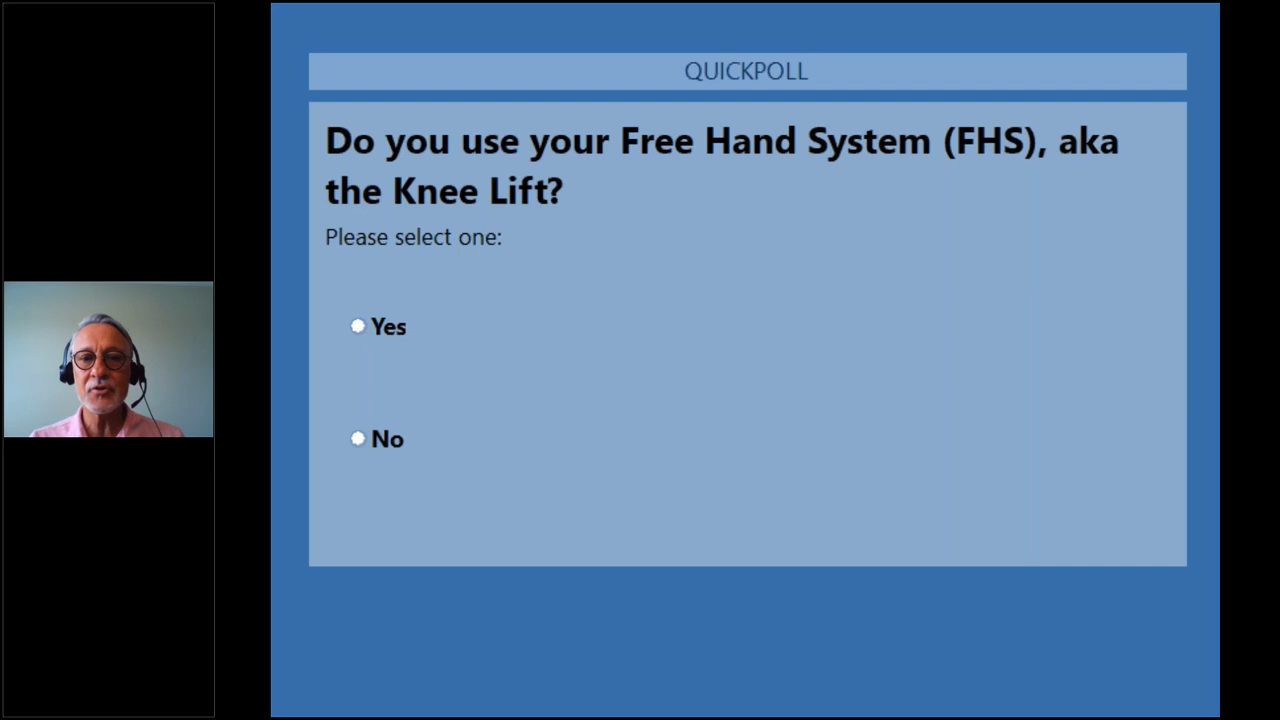 QUICKPOLL
Do you use your Free Hand System (FHS), aka
the Knee Lift?
Please select one:
Yes
No